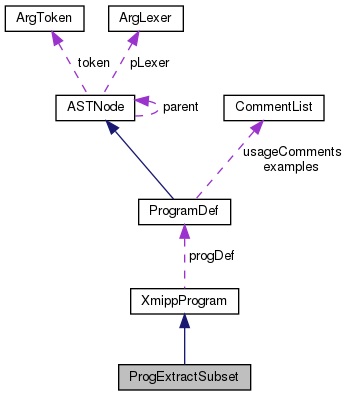 ArgToken
ArgLexer
token
pLexer
ASTNode
parent
CommentList
usageComments
examples
ProgramDef
progDef
XmippProgram
ProgExtractSubset